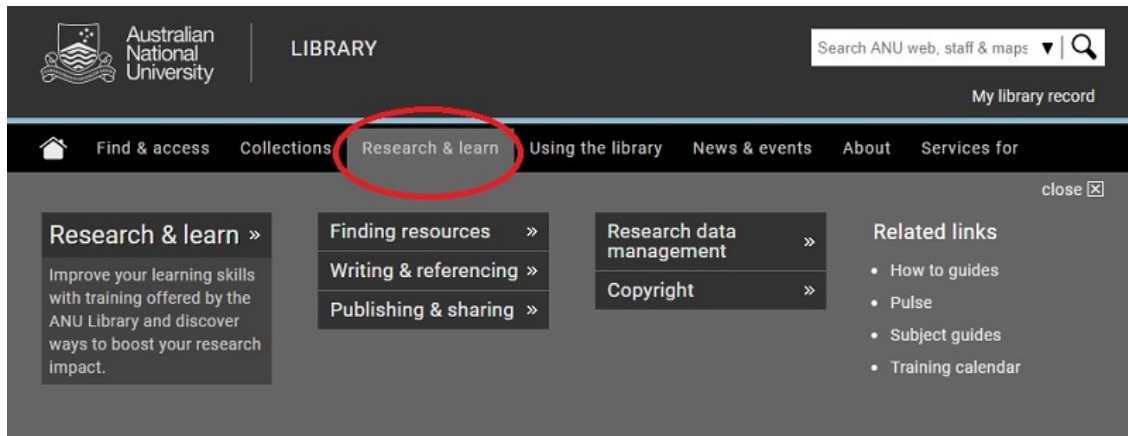 Australian
National
University
LIBRARY
Search ANU web, staff & maps
My library record
Find & access Collections Research & learn Using the library News & events About Services for
close
Research & learn »
Improve your learning skills
with training offered by the
ANU Library and discover
ways to boost your research
impact.
Finding resources »
Writing & referencing »
Publishing & sharing »
Research data
management »
Copyright »
Related links
• How to guides
• Pulse
• Subject guides
• Training calendar